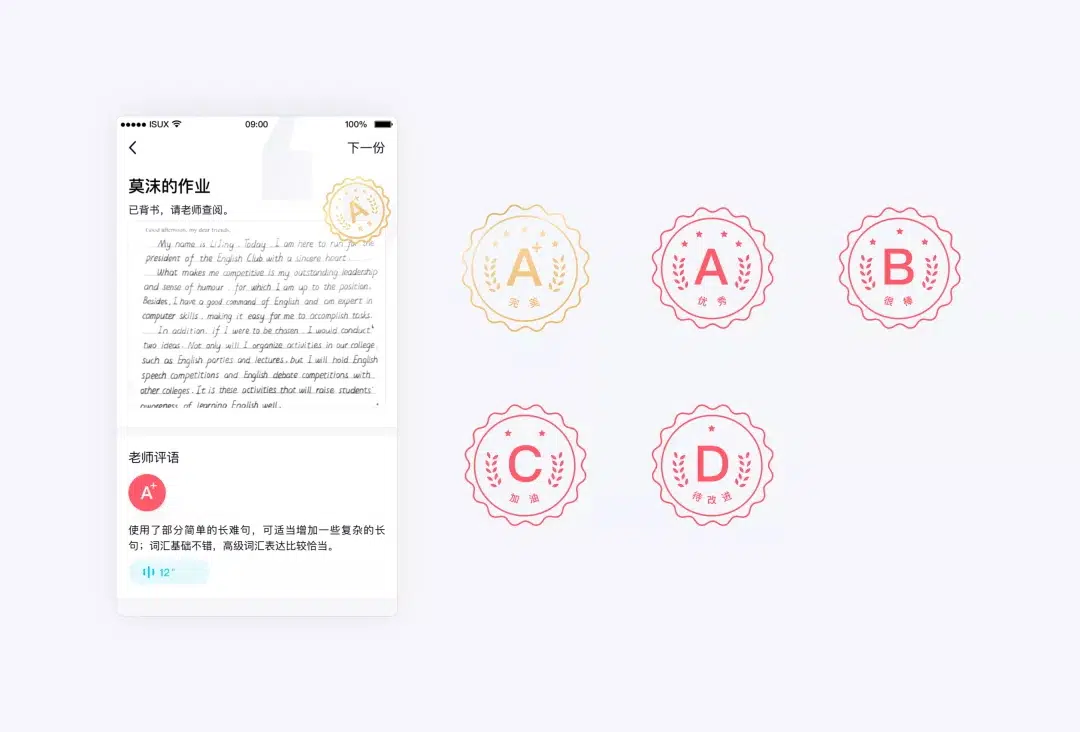 ISUX 09:00 100%
下一份
莫沫的作业
已背书，请老师查阅。
A+
Good afternoon, my dear friends.
My name is LiJing. Today I am here to run for the
president of the English Club with a sincere heart.
What makes me competitive is my outstanding leadership
and sense of humour, for which I am up to the position.
Besides, I have a good command of English and am expert in
computer skills, making it easy for me to accomplish tasks.
In addition, if I were to be chosen, I would conduct
two ideas. Not only will I organize activities in our college
such as English parties and lectures, but I will hold English
speech competitions and English debate competitions with
other colleges. It is these activities that will raise students'
awareness of learning English well.
老师评语
A+
使用了部分简单的长难句，可适当增加一些复杂的长
句；词汇基础不错，高级词汇表达比较恰当。
12"
A+
完美
A
优秀
B
很棒
C
加油
D
待改进